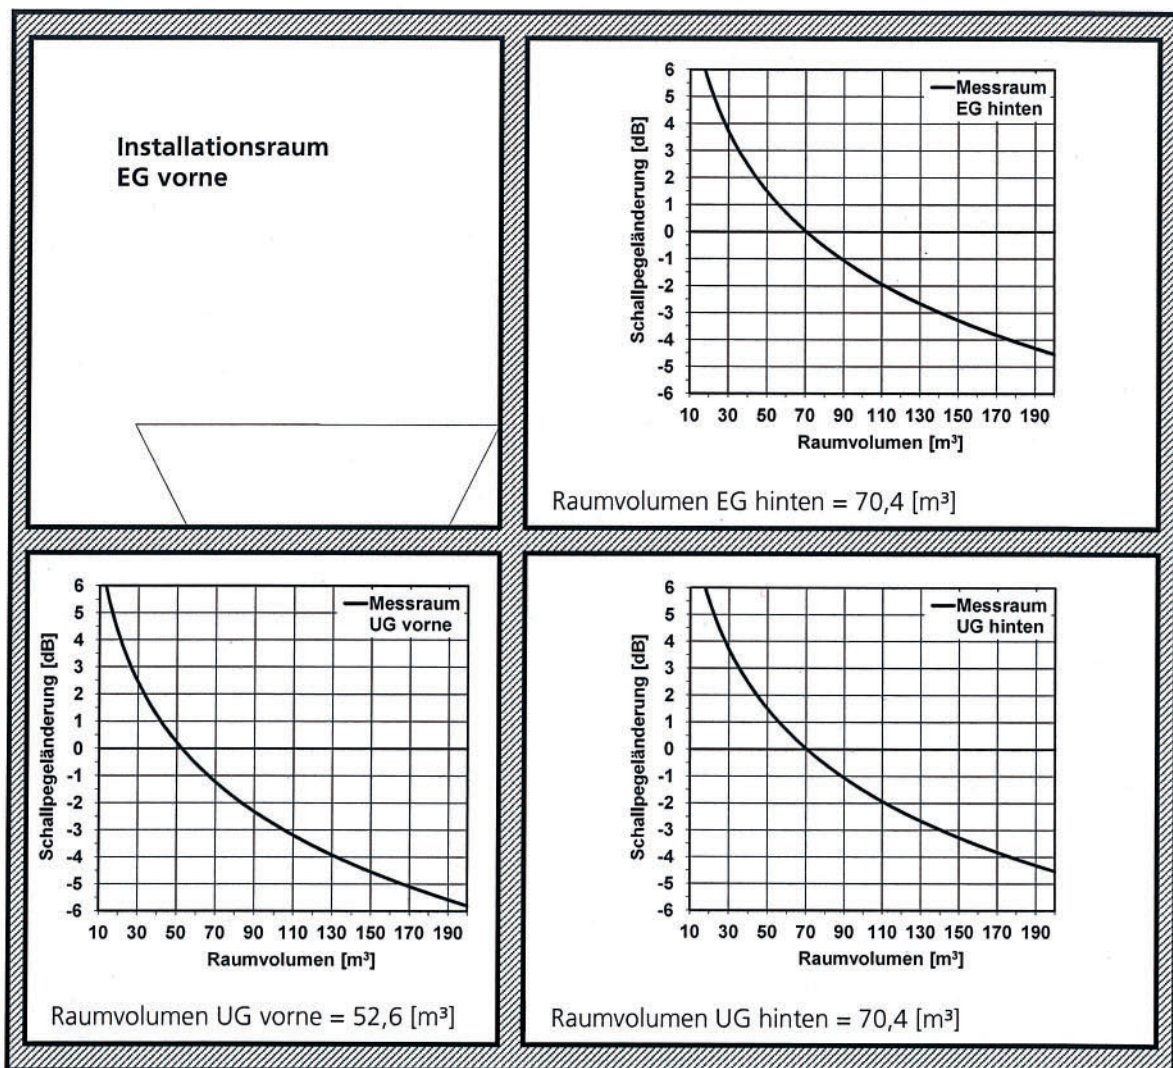 Installationsraum
EG vorne
Schallpegeländerung [dB]
6
5
4
3
2
1
0
-1
-2
-3
-4
-5
-6
Messraum
EG hinten
10 30 50 70 90 110 130 150 170 190
Raumvolumen [m³]
Raumvolumen EG hinten = 70,4 [m³]
Schallpegeländerung [dB]
6
5
4
3
2
1
0
-1
-2
-3
-4
-5
-6
Messraum
UG vorne
10 30 50 70 90 110 130 150 170 190
Raumvolumen [m³]
Raumvolumen UG vorne = 52,6 [m³]
Schallpegeländerung [dB]
6
5
4
3
2
1
0
-1
-2
-3
-4
-5
-6
Messraum
UG hinten
10 30 50 70 90 110 130 150 170 190
Raumvolumen [m³]
Raumvolumen UG hinten = 70,4 [m³]